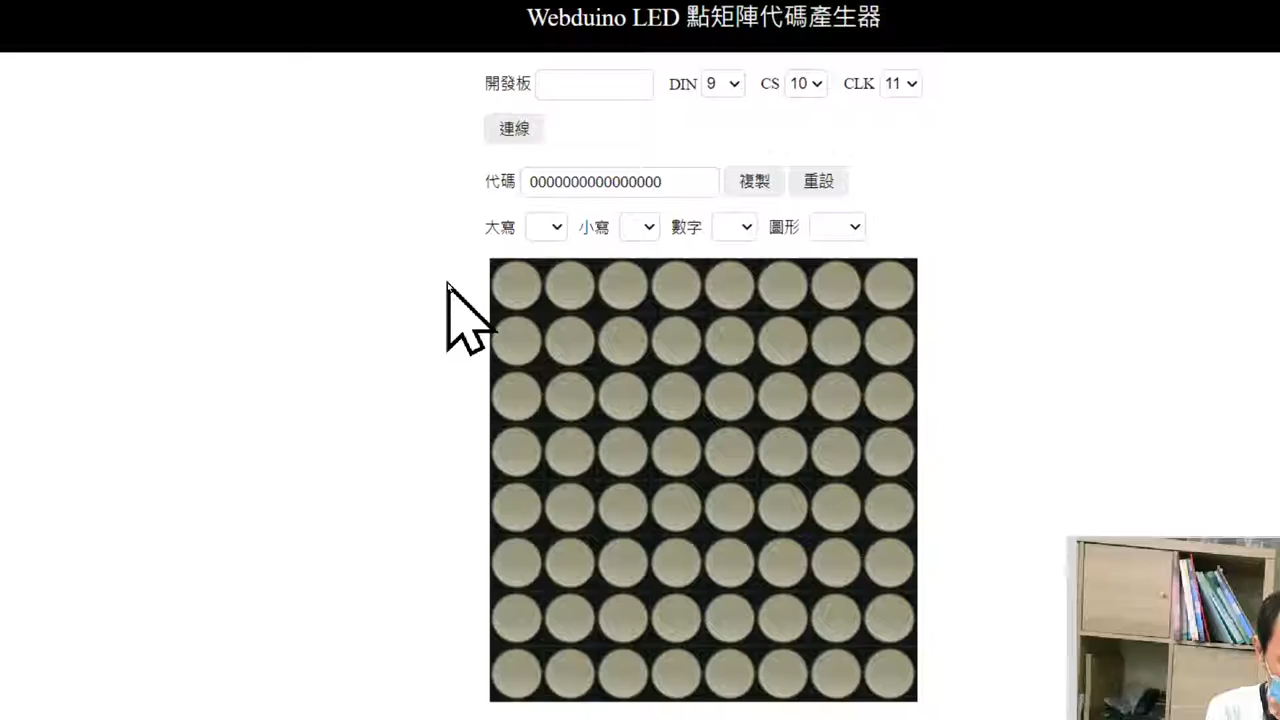 Webduino LED 點矩陣代碼產生器
開發板 DIN 9 CS 10 CLK 11
連線
代碼 0000000000000000 複製 重設
大寫 小寫 數字 圖形